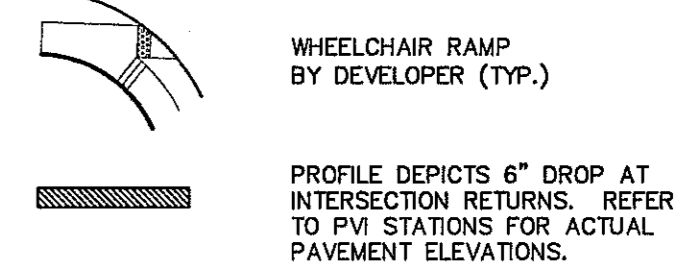 WHEELCHAIR RAMP
BY DEVELOPER (TYP.)
PROFILE DEPICTS 6" DROP AT
INTERSECTION RETURNS. REFER
TO PVI STATIONS FOR ACTUAL
PAVEMENT ELEVATIONS.